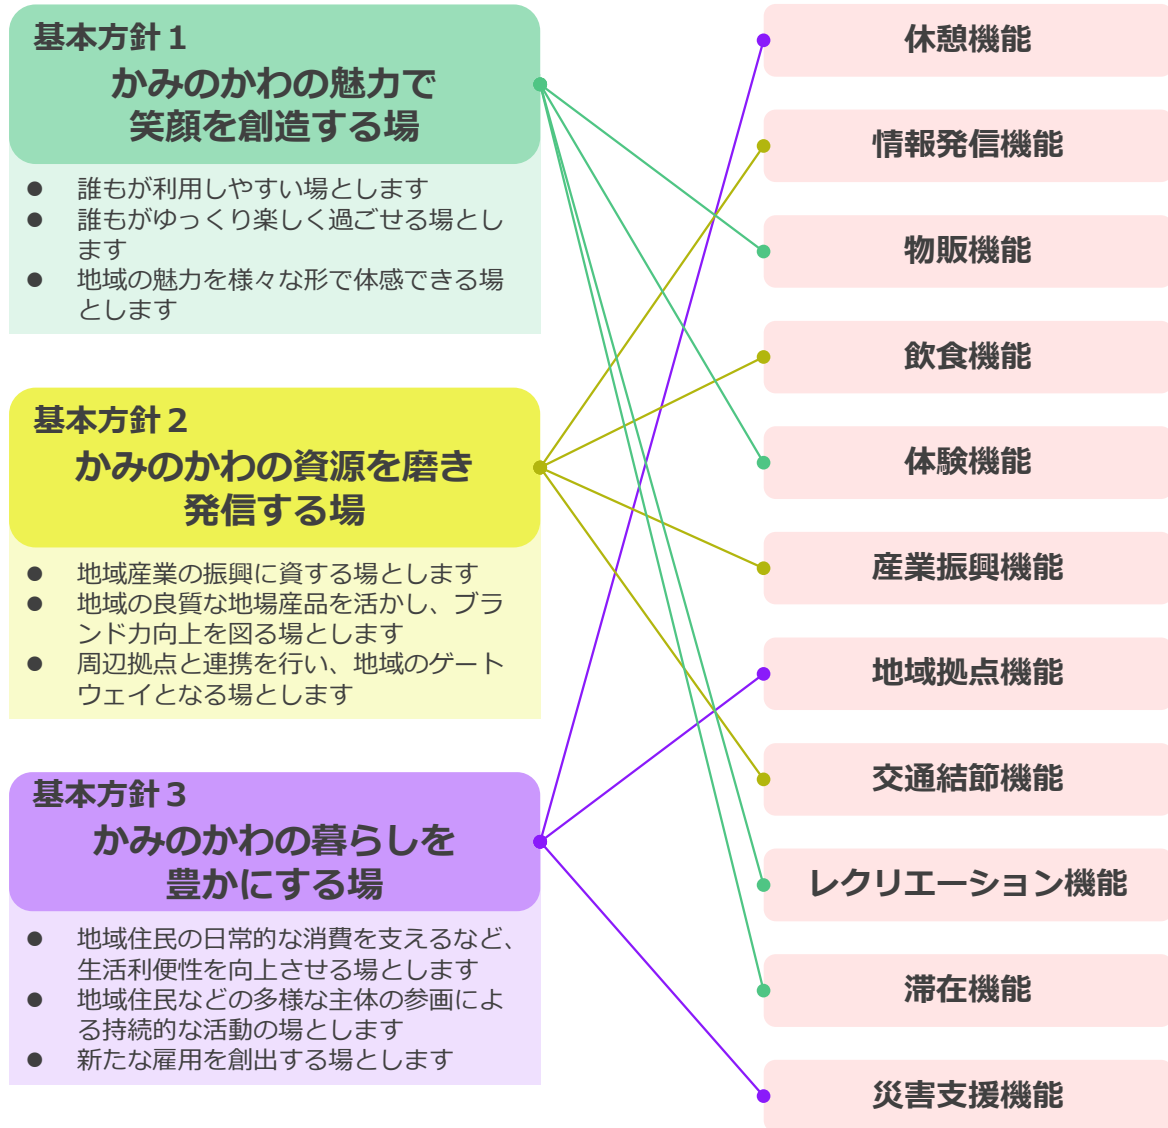 基本方針1
かみのかわの魅力で
笑顔を創造する場
● 誰もが利用しやすい場とします
● 誰もがゆっくり楽しく過ごせる場とし
ます
● 地域の魅力を様々な形で体感できる場
とします
基本方針2
かみのかわの資源を磨き
発信する場
● 地域産業の振興に資する場とします
● 地域の良質な地場産品を活かし、ブラ
ンド力向上を図る場とします
● 周辺拠点と連携を行い、地域のゲート
ウェイとなる場とします
基本方針3
かみのかわの暮らしを
豊かにする場
● 地域住民の日常的な消費を支えるなど、
生活利便性を向上させる場とします
● 地域住民などの多様な主体の参画によ
る持続的な活動の場とします
● 新たな雇用を創出する場とします
休憩機能
情報発信機能
物販機能
飲食機能
体験機能
産業振興機能
地域拠点機能
交通結節機能
レクリエーション機能
滞在機能
災害支援機能